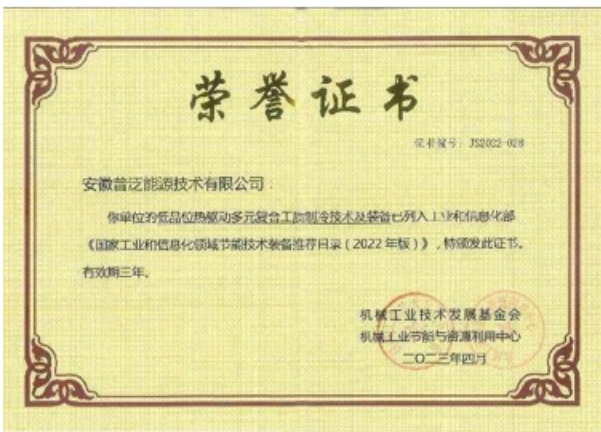 荣誉证书
证书编号：JS2022-028
安徽普泛能源技术有限公司：
你单位的低品位热驱动多元复合工质制冷技术及装备已列入工业和信息化部
《国家工业和信息化领域节能技术装备推荐目录（2022年版）》，特颁发此证书。
有效期三年。
机械工业技术发展基金会
机械工业节能与资源利用中心
二〇二三年四月